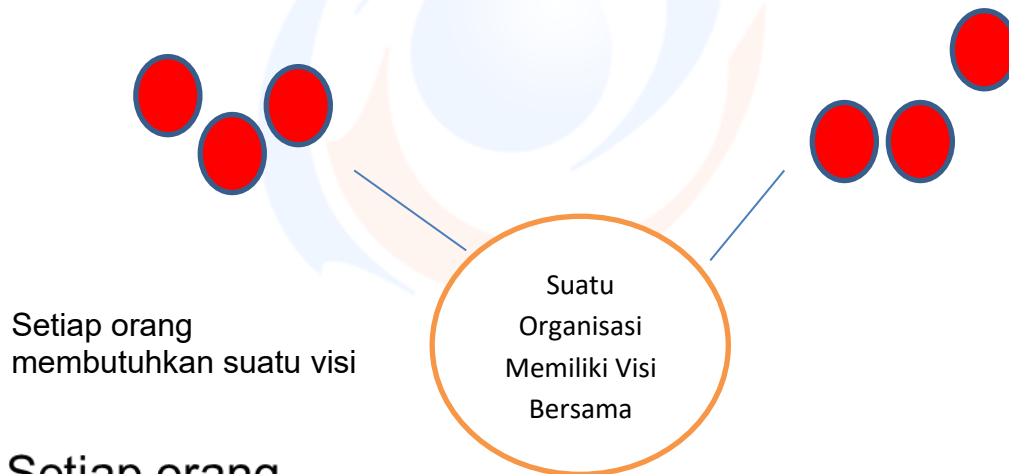 Suatu
Organisasi
Memiliki Visi
Bersama
Setiap orang
membutuhkan suatu visi
Setiap orang